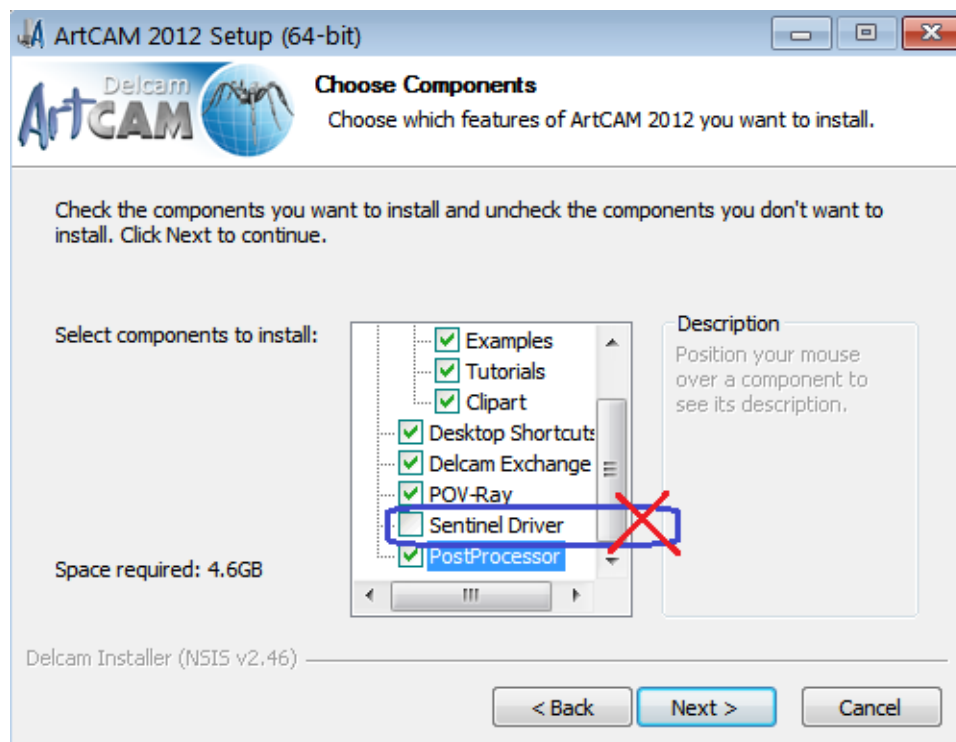 ArtCAM 2012 Setup (64-bit)
Delcam
ArtCAM
Choose Components
Choose which features of ArtCAM 2012 you want to install.
Check the components you want to install and uncheck the components you don't want to
install. Click Next to continue.
Select components to install:
Examples
Tutorials
Clipart
Desktop Shortcuts
Delcam Exchange
POV-Ray
Sentinel Driver
PostProcessor
Description
Position your mouse
over a component to
see its description.
Space required: 4.6GB
Delcam Installer (NSIS v2.46)
< Back
Next >
Cancel